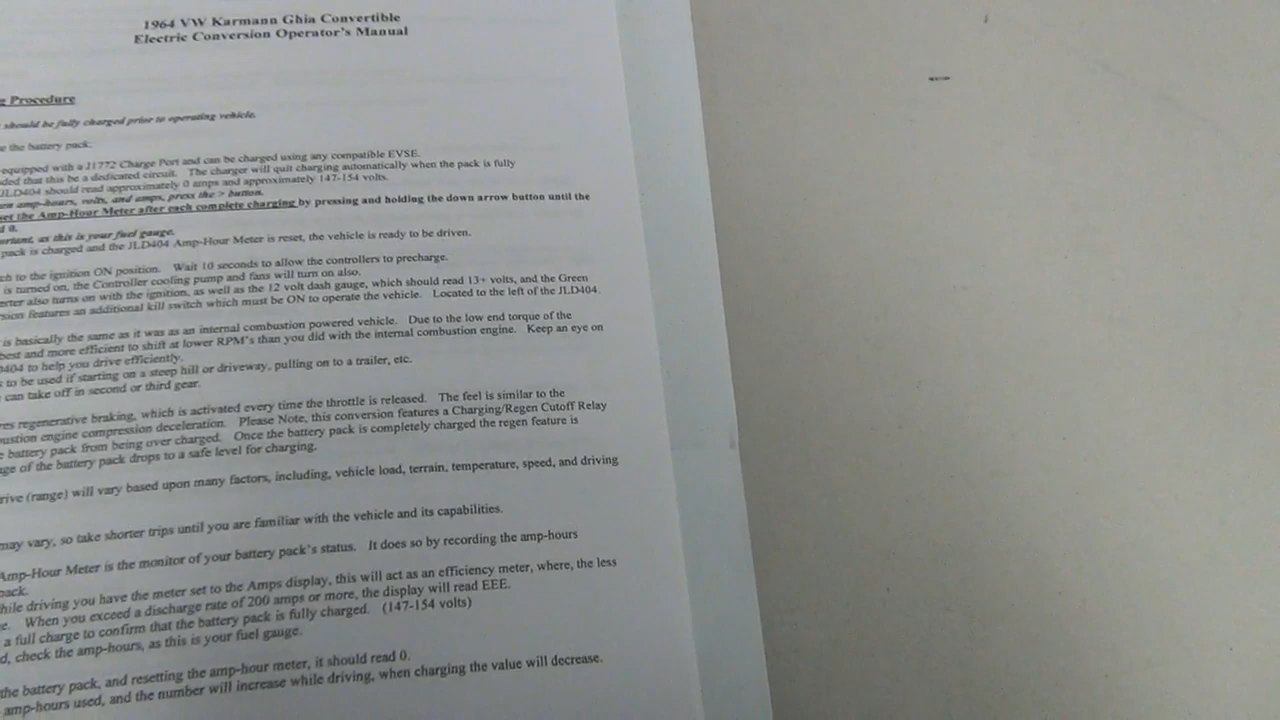 1964 VW Karmann Ghia Convertible
Electric Conversion Operator's Manual
Procedure
should be fully charged prior to operating vehicle.
the battery pack:
equipped with a J1772 Charge Port and can be charged using any compatible EVSE.
that this be a dedicated circuit. The charger will quit charging automatically when the pack is fully
JLD404 should read approximately 0 amps and approximately 147-154 volts.
amp-hours, volts, and amps, press the > button.
the Amp-Hour Meter after each complete charging by pressing and holding the down arrow button until the
0.
as this is your fuel gauge.
pack is charged and the JLD404 Amp-Hour Meter is reset, the vehicle is ready to be driven.
to the ignition ON position. Wait 10 seconds to allow the controllers to precharge.
is turned on, the Controller cooling pump and fans will turn on also.
also turns on with the ignition, as well as the 12 volt dash gauge, which should read 13+ volts, and the Green
features an additional kill switch which must be ON to operate the vehicle. Located to the left of the JLD404.
is basically the same as it was as an internal combustion powered vehicle. Due to the low end torque of the
best and more efficient to shift at lower RPM's than you did with the internal combustion engine. Keep an eye on
404 to help you drive efficiently.
to be used if starting on a steep hill or driveway, pulling on to a trailer, etc.
can take off in second or third gear.
regenerative braking, which is activated every time the throttle is released. The feel is similar to the
engine compression deceleration. Please Note, this conversion features a Charging/Regen Cutoff Relay
battery pack from being over charged. Once the battery pack is completely charged the regen feature is
of the battery pack drops to a safe level for charging.
(range) will vary based upon many factors, including, vehicle load, terrain, temperature, speed, and driving
may vary, so take shorter trips until you are familiar with the vehicle and its capabilities.
Amp-Hour Meter is the monitor of your battery pack's status. It does so by recording the amp-hours
pack.
while driving you have the meter set to the Amps display, this will act as an efficiency meter, where, the less
When you exceed a discharge rate of 200 amps or more, the display will read EEE.
a full charge to confirm that the battery pack is fully charged. (147-154 volts)
check the amp-hours, as this is your fuel gauge.
the battery pack, and resetting the amp-hour meter, it should read 0.
amp-hours used, and the number will increase while driving, when charging the value will decrease.